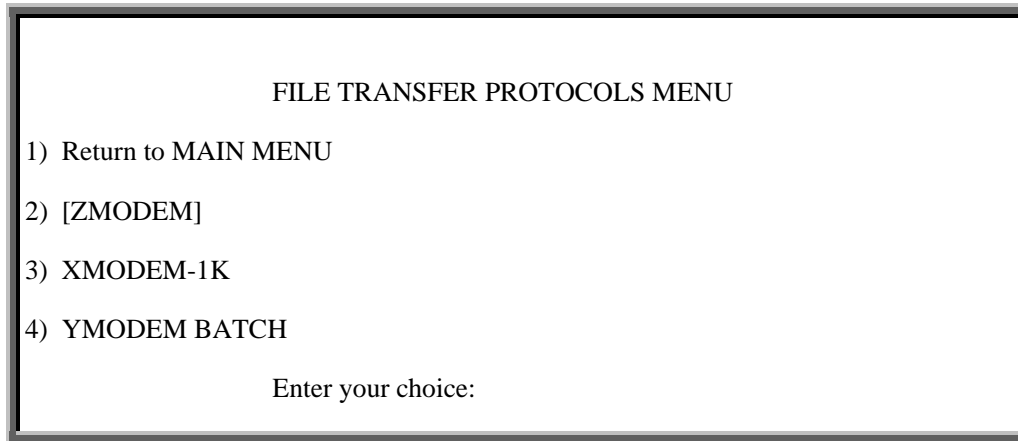 FILE TRANSFER PROTOCOLS MENU
1) Return to MAIN MENU
2) [ZMODEM]
3) XMODEM-1K
4) YMODEM BATCH
Enter your choice: